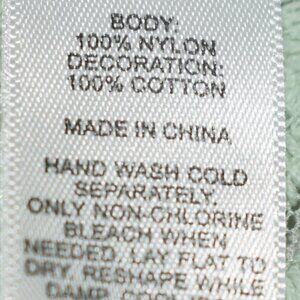 BODY:
100% NYLON
DECORATION:
100% COTTON
MADE IN CHINA
HAND WASH COLD
SEPARATELY.
ONLY NON-CHLORINE
BLEACH WHEN
NEEDED. LAY FLAT TO
DRY. RESHAPE WHILE
DAMP.